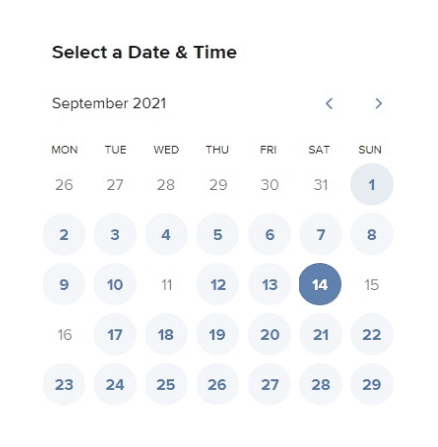 Select a Date & Time
September 2021
MON TUE WED THU FRI SAT SUN
26 27 28 29 30 31 1
2 3 4 5 6 7 8
9 10 11 12 13 14 15
16 17 18 19 20 21 22
23 24 25 26 27 28 29